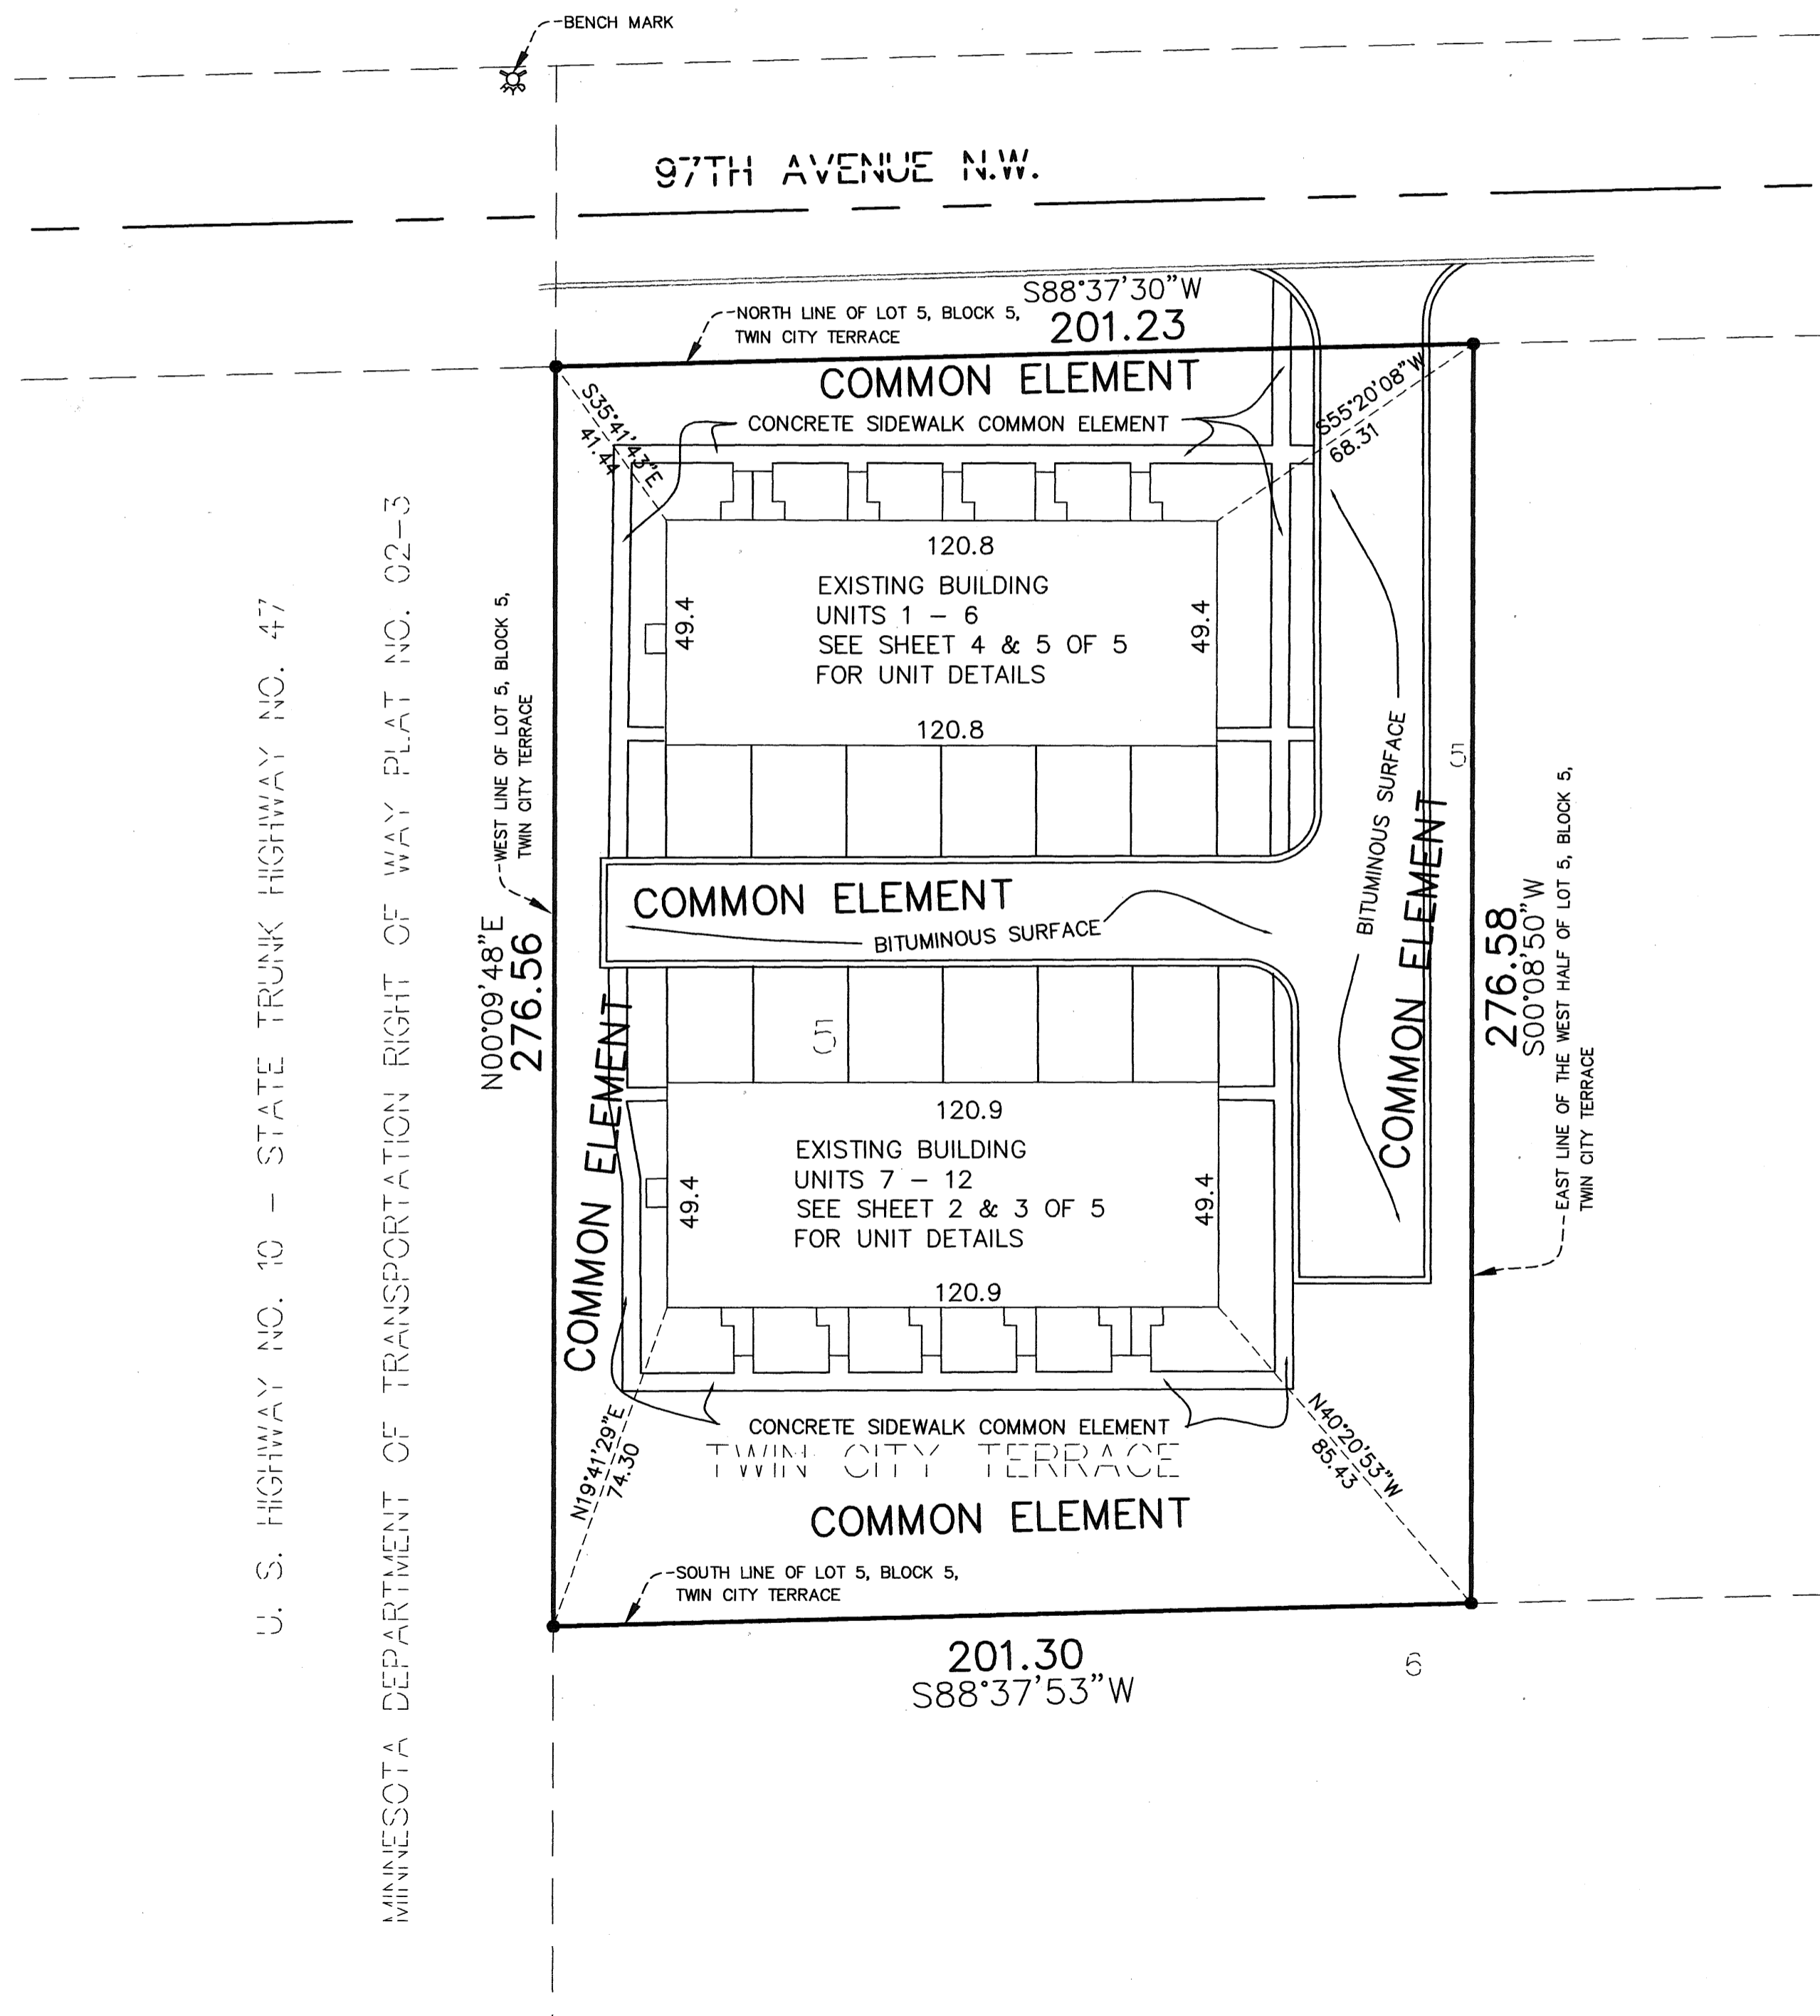 BENCH MARK
97TH AVENUE N.W.
S88°37'30"W
201.23
NORTH LINE OF LOT 5, BLOCK 5,
TWIN CITY TERRACE
COMMON ELEMENT
CONCRETE SIDEWALK COMMON ELEMENT
S35°41'43"E
41.44
S55°20'08"W
68.31
120.8
EXISTING BUILDING
UNITS 1 – 6
SEE SHEET 4 & 5 OF 5
FOR UNIT DETAILS
49.4
49.4
120.8
U. S. HIGHWAY NO. 10 – STATE TRUNK HIGHWAY NO. 47
MINNESOTA DEPARTMENT OF TRANSPORTATION RIGHT OF WAY PLAT NO. 02–3
WEST LINE OF LOT 5, BLOCK 5,
TWIN CITY TERRACE
N00°09'48"E
276.56
COMMON ELEMENT
BITUMINOUS SURFACE
BITUMINOUS SURFACE
5
COMMON ELEMENT
276.58
S00°08'50"W
EAST LINE OF THE WEST HALF OF LOT 5, BLOCK 5,
TWIN CITY TERRACE
5
COMMON ELEMENT
120.9
EXISTING BUILDING
UNITS 7 – 12
SEE SHEET 2 & 3 OF 5
FOR UNIT DETAILS
49.4
49.4
120.9
CONCRETE SIDEWALK COMMON ELEMENT
TWIN CITY TERRACE
N19°41'29"E
74.30
N40°20'53"W
85.43
COMMON ELEMENT
SOUTH LINE OF LOT 5, BLOCK 5,
TWIN CITY TERRACE
201.30
S88°37'53"W
6